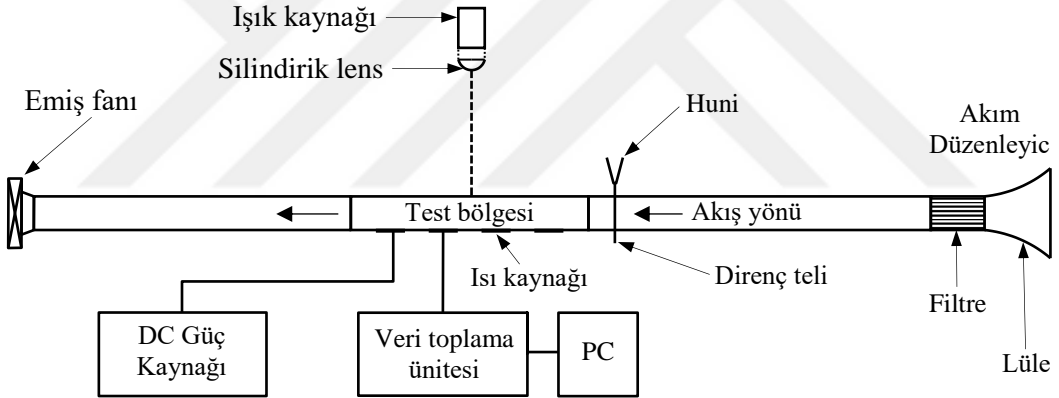 Işık kaynağı
Silindirik lens
Emiş fanı
Huni
Akım
Düzenleyic
Test bölgesi
Akış yönü
Isı kaynağı
Direnç teli
Filtre
Lüle
DC Güç
Kaynağı
Veri toplama
ünitesi
PC